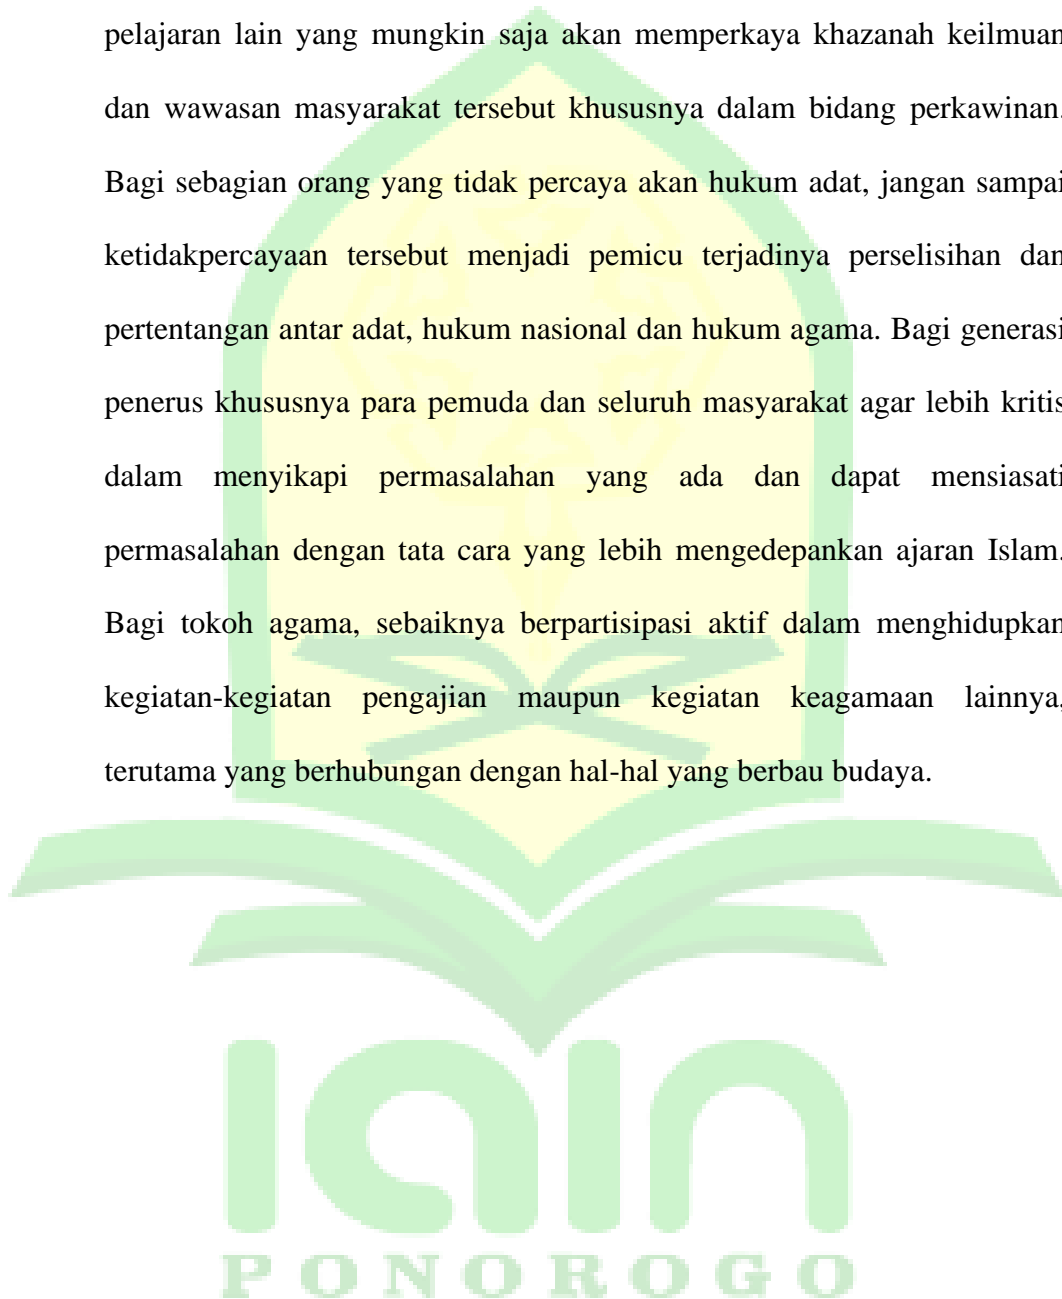 pelajaran lain yang mungkin saja akan memperkaya khazanah keilmuan
dan wawasan masyarakat tersebut khususnya dalam bidang perkawinan.
Bagi sebagian orang yang tidak percaya akan hukum adat, jangan sampai
ketidakpercayaan tersebut menjadi pemicu terjadinya perselisihan dan
pertentangan antar adat, hukum nasional dan hukum agama. Bagi generasi
penerus khususnya para pemuda dan seluruh masyarakat agar lebih kritis
dalam menyikapi permasalahan yang ada dan dapat mensiasati
permasalahan dengan tata cara yang lebih mengedepankan ajaran Islam.
Bagi tokoh agama, sebaiknya berpartisipasi aktif dalam menghidupkan
kegiatan-kegiatan pengajian maupun kegiatan keagamaan lainnya,
terutama yang berhubungan dengan hal-hal yang berbau budaya.
iain
PONOROGO